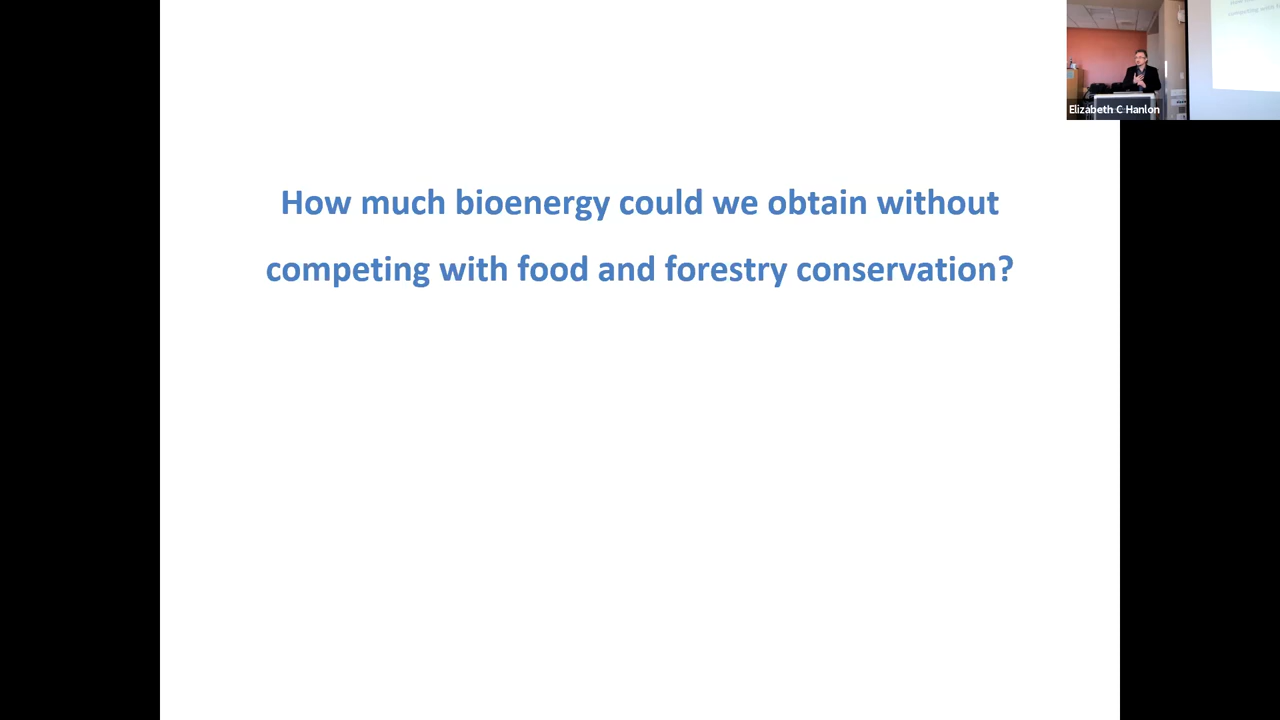 How much bioenergy could we obtain without
competing with food and forestry conservation?
Elizabeth C Hanlon